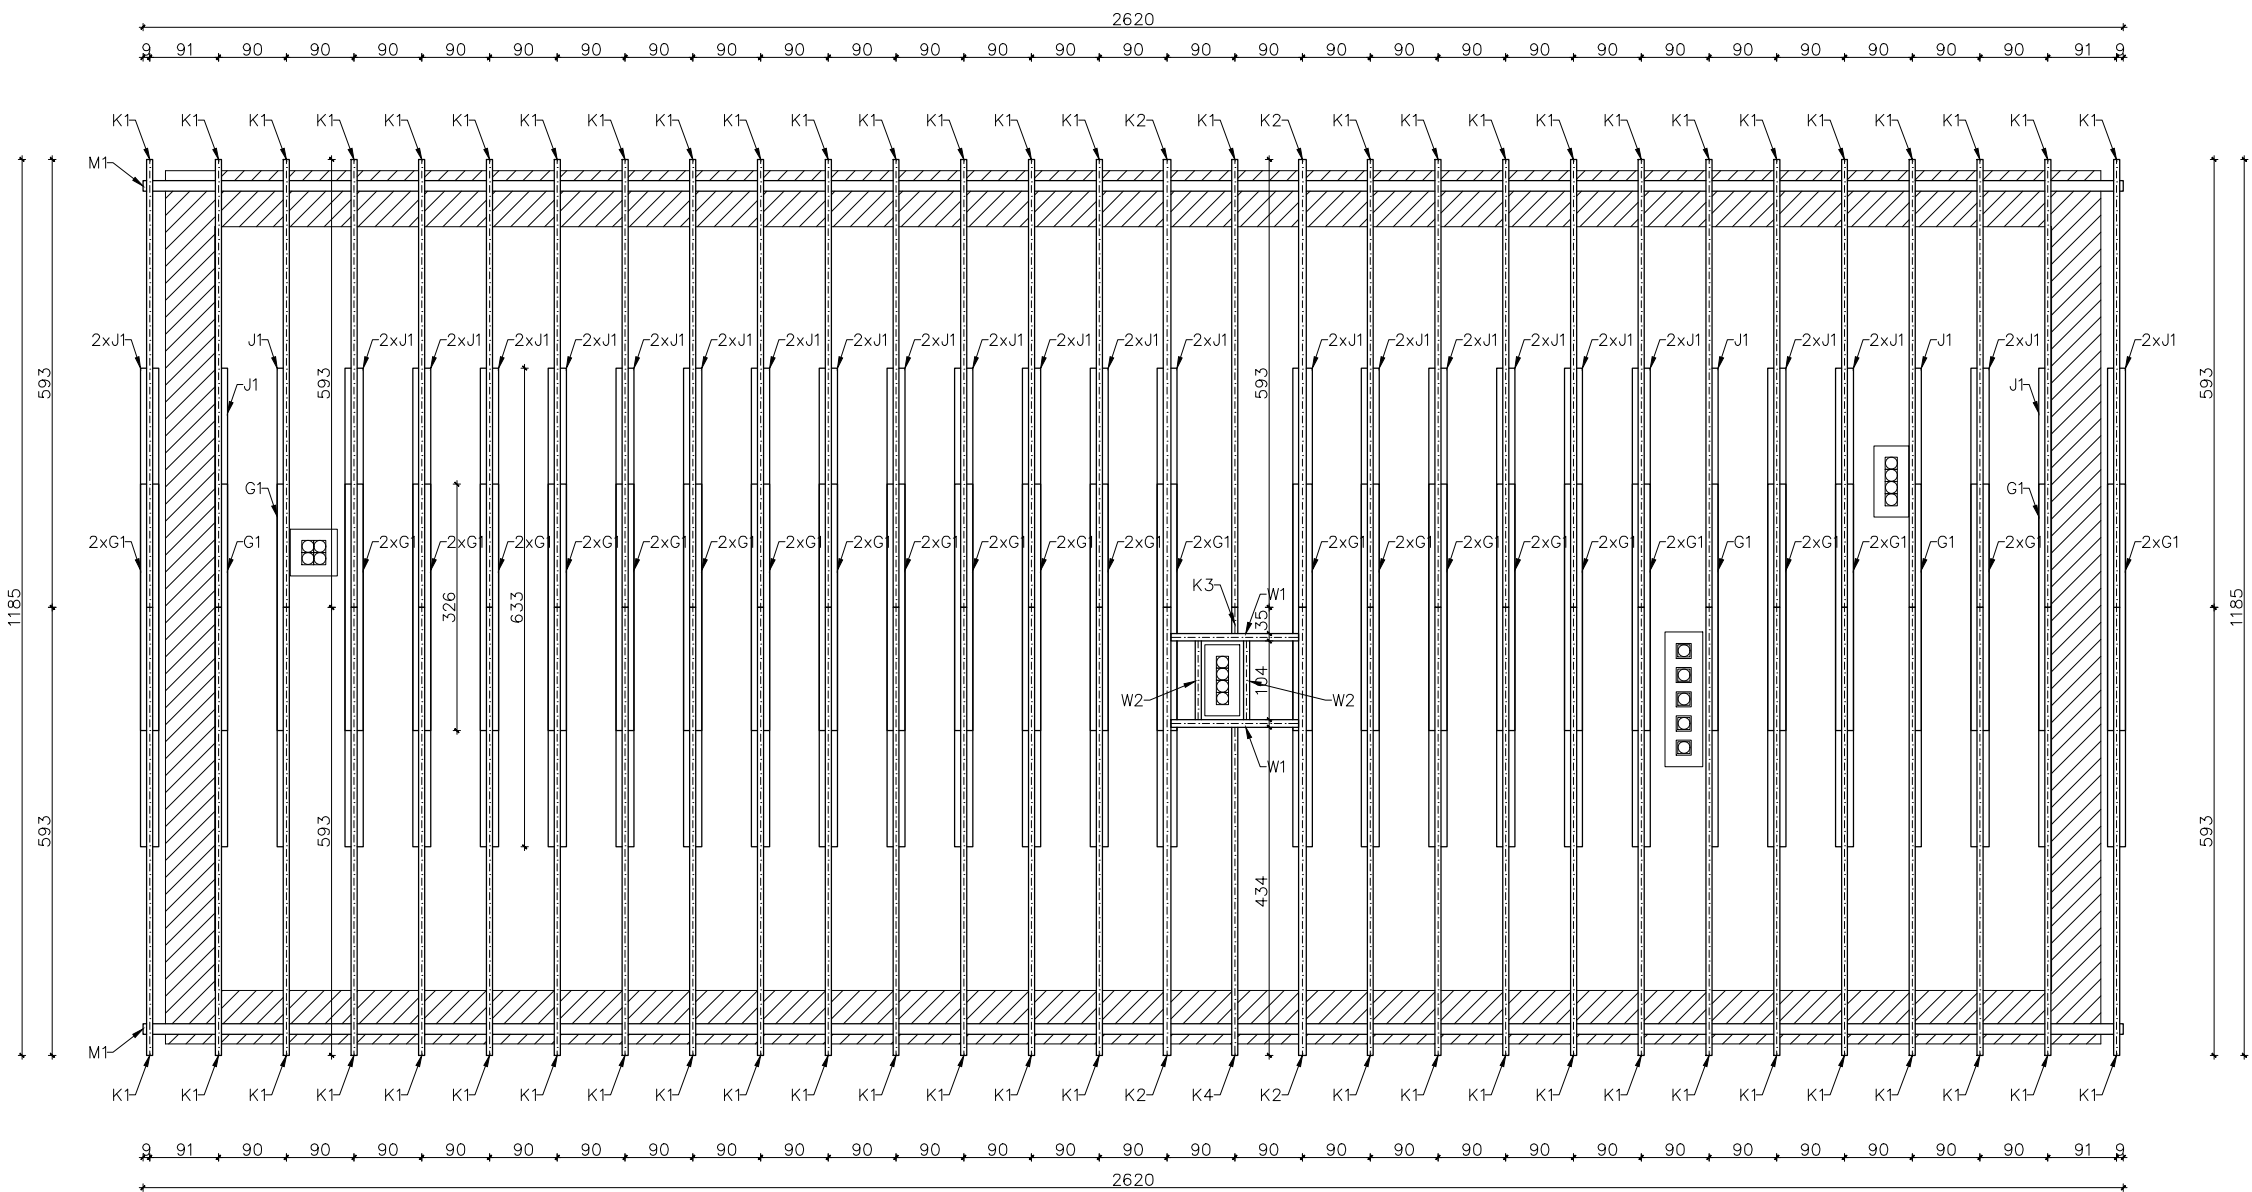 2620
9 91 90 90 90 90 90 90 90 90 90 90 90 90 90 90 90 90 90 90 90 90 90 90 90 90 90 90 90 91 9
K1 K1 K1 K1 K1 K1 K1 K1 K1 K1 K1 K1 K1 K1 K1 K2 K1 K2 K1 K1 K1 K1 K1 K1 K1 K1 K1 K1 K1 K1
M1
2xJ1 J1 2xJ1 2xJ1 2xJ1 2xJ1 2xJ1 2xJ1 2xJ1 2xJ1 2xJ1 2xJ1 2xJ1 2xJ1 2xJ1 2xJ1 2xJ1 2xJ1 2xJ1 2xJ1 2xJ1 J1 2xJ1 2xJ1 J1 2xJ1 2xJ1
593 593 593 593
J1 J1
G1 G1
2xG1 G1 2xG1 2xG1 2xG1 2xG1 2xG1 2xG1 2xG1 2xG1 2xG1 2xG1 2xG1 2xG1 2xG1 2xG1 2xG1 2xG1 2xG1 2xG1 2xG1 G1 2xG1 2xG1 G1 2xG1 2xG1
K3 W1
1185 326 633 35 1185
104
W2 W2
W1
593 593 593
434
M1
K1 K1 K1 K1 K1 K1 K1 K1 K1 K1 K1 K1 K1 K1 K1 K2 K4 K2 K1 K1 K1 K1 K1 K1 K1 K1 K1 K1 K1 K1
9 91 90 90 90 90 90 90 90 90 90 90 90 90 90 90 90 90 90 90 90 90 90 90 90 90 90 90 90 91 9
2620